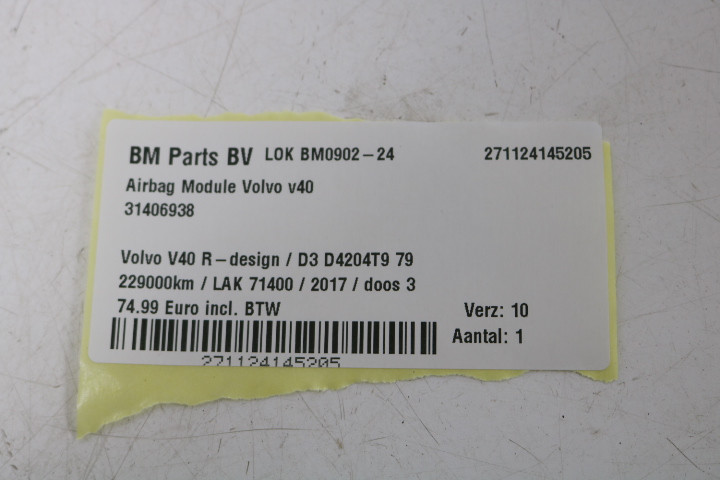 BM Parts BV LOK BM0902-24 271124145205
Airbag Module Volvo v40
31406938
Volvo V40 R-design / D3 D4204T9 79
229000km / LAK 71400 / 2017 / doos 3
74.99 Euro incl. BTW Verz: 10
Aantal: 1
271124145205